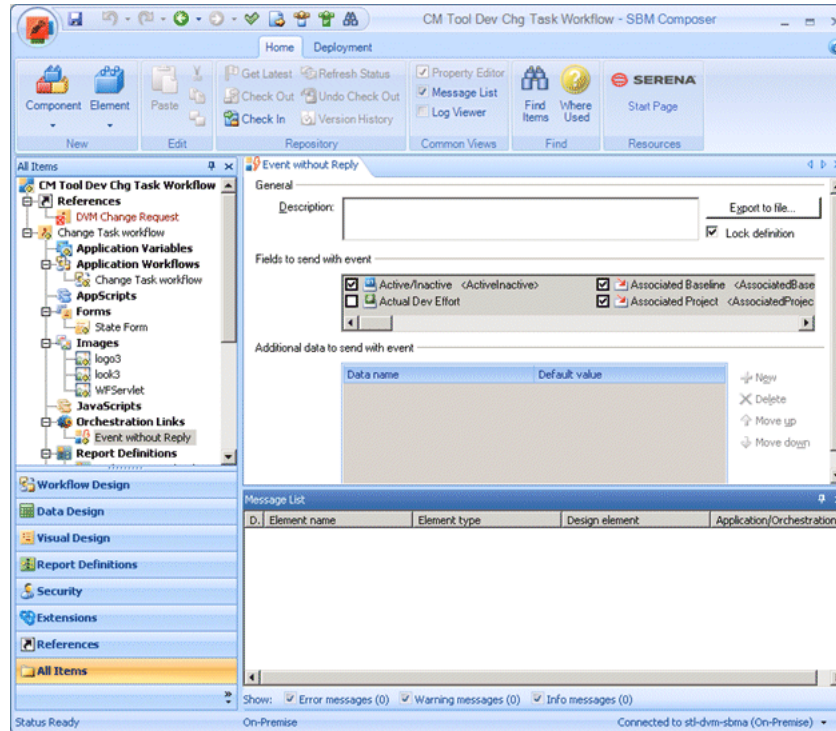 CM Tool Dev Chg Task Workflow - SBM Composer
Home Deployment
Component
Element
New
Paste
Edit
Get Latest Refresh Status
Check Out Undo Check Out
Check In Version History
Repository
Property Editor
Message List
Log Viewer
Common Views
Find Items
Where Used
Find
SERENA
Start Page
Resources
All Items
CM Tool Dev Chg Task Workflow
References
DVM Change Request
Change Task workflow
Application Variables
Application Workflows
Change Task workflow
AppScripts
Forms
State Form
Images
logo3
look3
WFServlet
JavaScripts
Orchestration Links
Event without Reply
Report Definitions
Workflow Design
Data Design
Visual Design
Report Definitions
Security
Extensions
References
All Items
Event without Reply
General
Description:
Export to file...
Lock definition
Fields to send with event
Active/Inactive <ActiveInactive> Associated Baseline <AssociatedBase
Actual Dev Effort Associated Project <AssociatedProjec
Additional data to send with event
Data name Default value
New
Delete
Move up
Move down
Message List
D. Element name Element type Design element Application/Orchestration
Show: Error messages (0) Warning messages (0) Info messages (0)
Status Ready On-Premise Connected to stl-dvm-sbma (On-Premise)